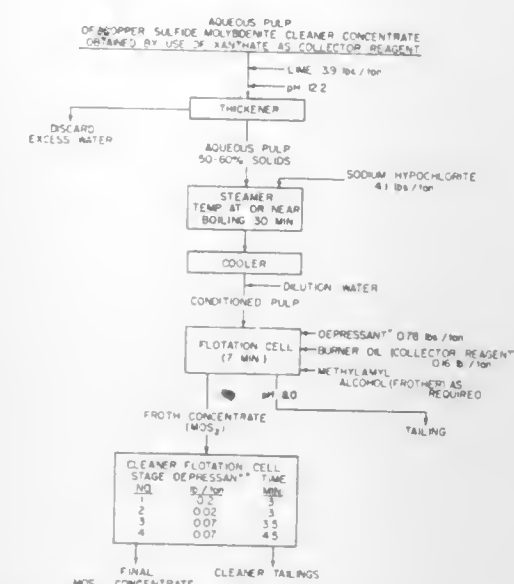 AQUEOUS PULP
OF COPPER SULFIDE MOLYBDENITE CLEANER CONCENTRATE
OBTAINED BY USE OF XANTHATE AS COLLECTOR REAGENT
LIME 3.9 lbs/ton
pH 12.2
THICKENER
DISCARD
EXCESS WATER
AQUEOUS PULP
50-60% SOLIDS
SODIUM HYPOCHLORITE
4.1 lbs/ton
STEAMER
TEMP AT OR NEAR
BOILING 30 MIN
COOLER
DILUTION WATER
CONDITIONED PULP
FLOTATION CELL
(7 MIN)
DEPRESSANT* 0.78 lbs/ton
BURNER OIL (COLLECTOR REAGENT
0.16 lb/ton
METHYLAMYL
ALCOHOL (FROTHER) AS
REQUIRED
pH 8.0
FROTH CONCENTRATE
(MOS2)
TAILING
CLEANER FLOTATION CELL
STAGE DEPRESSANT** TIME
NO. lb/ton MIN.
1 0.2 3
2 0.02 3
3 0.07 3.5
4 0.07 4.5
FINAL
MOS2 CONCENTRATE
CLEANER TAILINGS